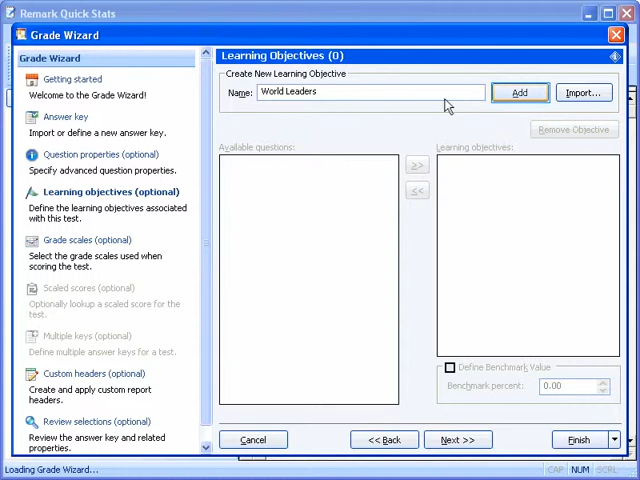 Remark Quick Stats
Grade Wizard
Grade Wizard
Getting started
Welcome to the Grade Wizard!
Answer key
Import or define a new answer key.
Question properties (optional)
Specify advanced question properties.
Learning objectives (optional)
Define the learning objectives associated
with this test.
Grade scales (optional)
Select the grade scales used when
scoring the test.
Scaled scores (optional)
Optionally lookup a scaled score for the
test.
Multiple keys (optional)
Define multiple answer keys for a test.
Custom headers (optional)
Create and apply custom report
headers.
Review selections (optional)
Review the answer key and related
properties.
Learning Objectives (0)
Create New Learning Objective
Name: World Leaders Add Import...
Remove Objective
Available questions: Learning objectives:
>>
<<
Define Benchmark Value
Benchmark percent: 0.00
Cancel << Back Next >> Finish
Loading Grade Wizard... CAP NUM SCRL